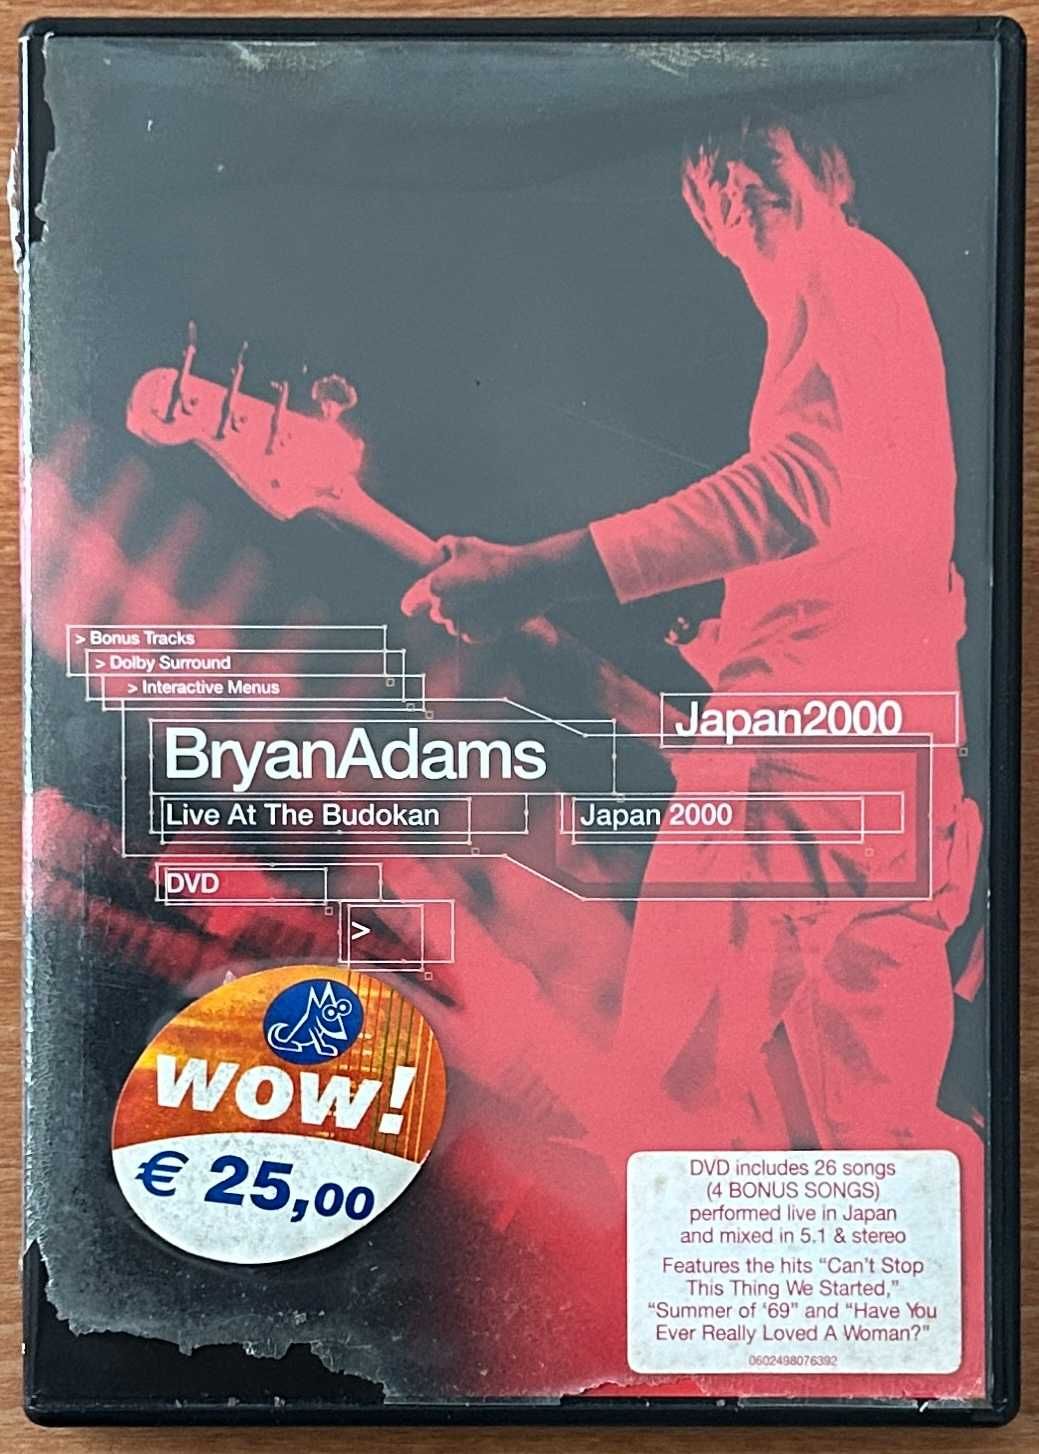 > Bonus Tracks
> Dolby Surround
> Interactive Menus
Japan2000
BryanAdams
Live At The Budokan
Japan 2000
DVD
>
wow!
€ 25,00
DVD includes 26 songs
(4 BONUS SONGS)
performed live in Japan
and mixed in 5.1 & stereo
Features the hits “Can't Stop
This Thing We Started,”
“Summer of ‘69” and “Have You
Ever Really Loved A Woman?”
0602498076392